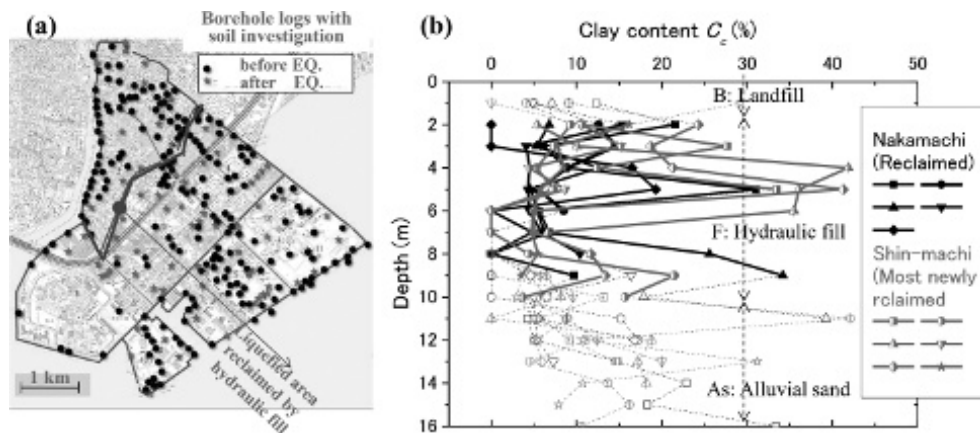 (a)
Borehole logs with
soil investigation
before EQ.
after EQ.
1 km
Liquefied area
reclaimed by
hydraulic fill
(b)
Clay content Cc(%)
0 10 20 30 40 50
Depth (m)
0
2
4
6
8
10
12
14
16
B: Landfill
F: Hydraulic fill
As: Alluvial sand
Nakamachi
(Reclaimed)
Shin-machi
(Most newly
rclaimed